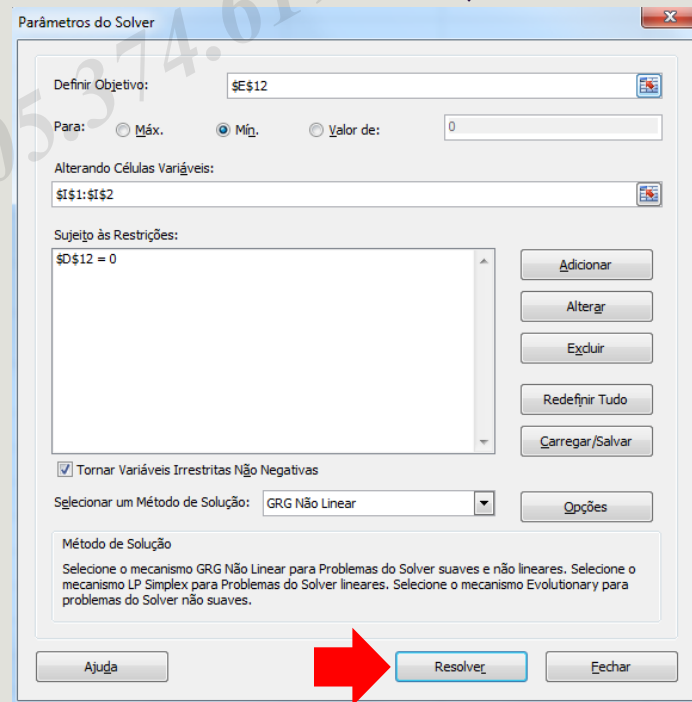 Parâmetros do Solver
x
Definir Objetivo: $E$12
Para: Máx. Mín. Valor de: 0
Alterando Células Variáveis:
$I$1:$I$2
Sujeito às Restrições:
$D$12 = 0
Adicionar
Alterar
Excluir
Redefinir Tudo
Carregar/Salvar
Tornar Variáveis Irrestritas Não Negativas
Selecionar um Método de Solução: GRG Não Linear
Opções
Método de Solução
Selecione o mecanismo GRG Não Linear para Problemas do Solver suaves e não lineares. Selecione o
mecanismo LP Simplex para Problemas do Solver lineares. Selecione o mecanismo Evolutionary para
problemas do Solver não suaves.
Ajuda
Resolver
Fechar